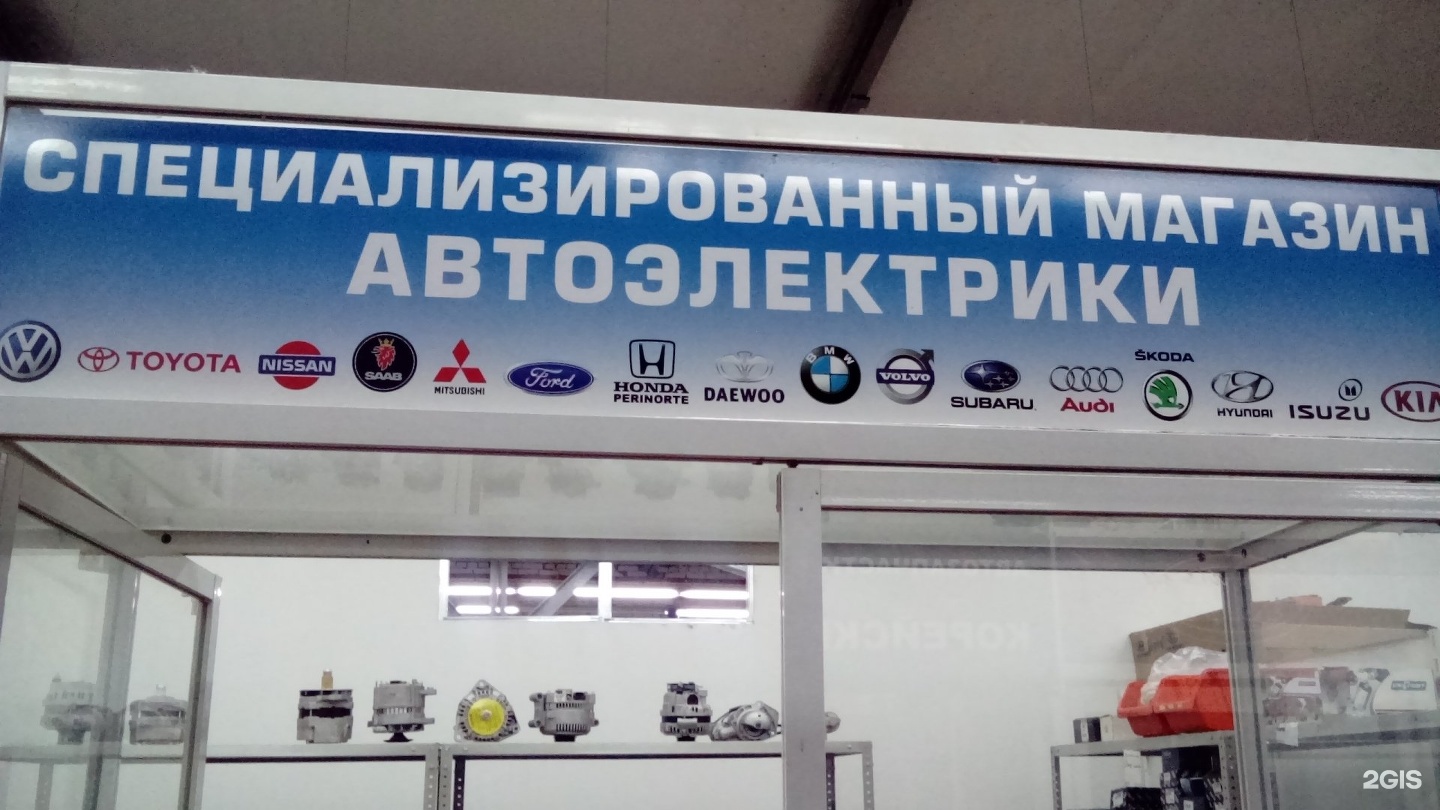 СПЕЦИАЛИЗИРОВАННЫЙ МАГАЗИН
АВТОЭЛЕКТРИКИ
VW TOYOTA NISSAN SAAB MITSUBISHI Ford HONDA DAEWOO BMW VOLVO SUBARU Audi ŠKODA HYUNDAI ISUZU KIA
PERINORTE
2GIS